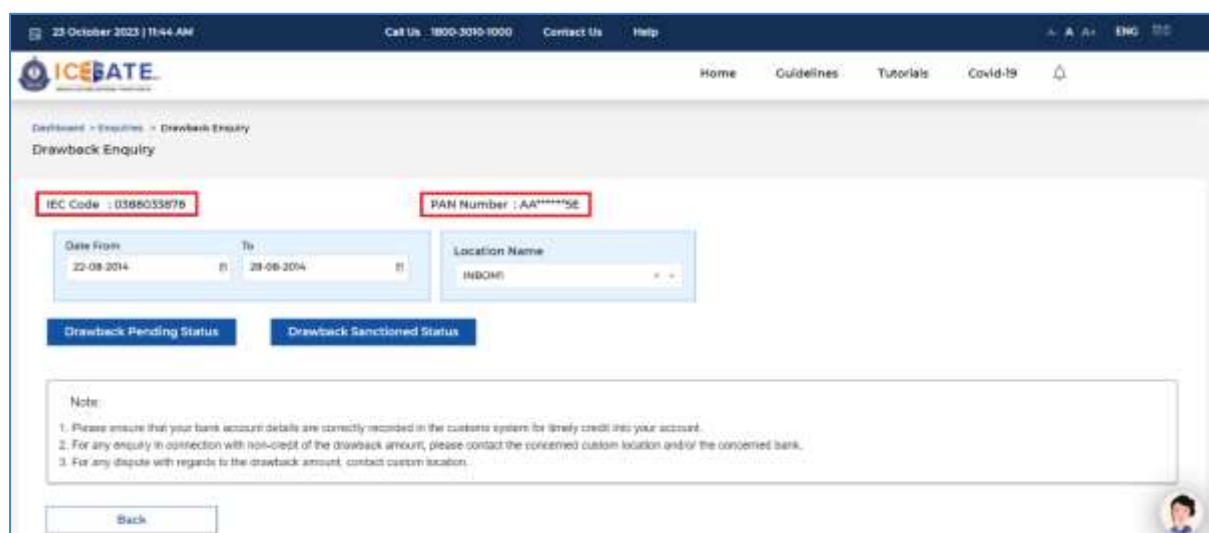 23 October 2023 | 11:44 AM Call Us 1800-3010-1000 Contact Us Help A- A A+ ENG
ICEGATE
Home Guidelines Tutorials Covid-19
Dashboard > Enquiries > Drawback Enquiry
Drawback Enquiry
IEC Code : 0388033876 PAN Number : AA******5E
Date From To Location Name
22-08-2014 28-08-2014 INBOM1
Drawback Pending Status Drawback Sanctioned Status
Note:
1. Please ensure that your bank account details are correctly recorded in the customs system for timely credit into your account.
2. For any enquiry in connection with non-credit of the drawback amount, please contact the concerned custom location and/or the concerned bank.
3. For any dispute with regards to the drawback amount, contact custom location.
Back